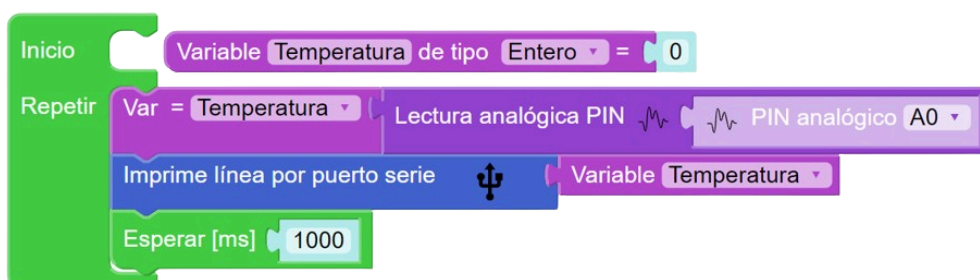 Inicio Variable Temperatura de tipo Entero = 0
Repetir Var = Temperatura Lectura analógica PIN PIN analógico A0
Imprime línea por puerto serie Variable Temperatura
Esperar [ms] 1000